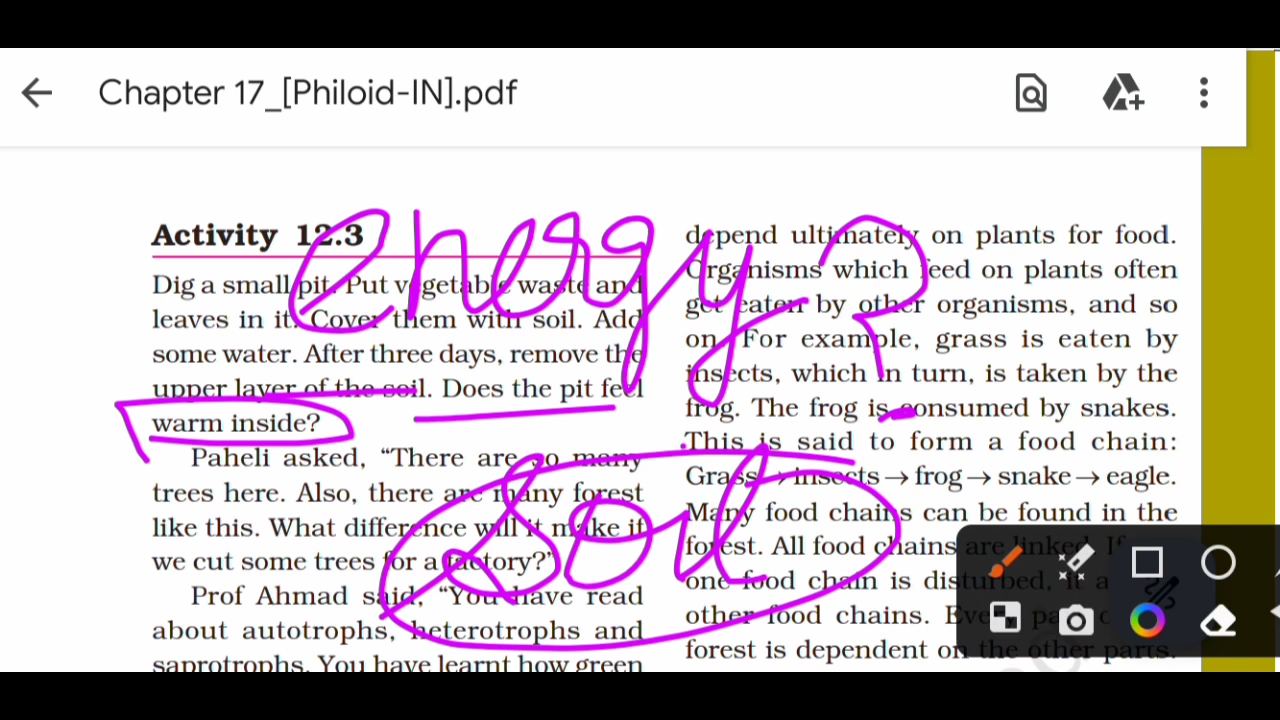 Chapter 17_[Philoid-IN].pdf
Activity 12.3
Dig a small pit. Put vegetable waste and
leaves in it. Cover them with soil. Add
some water. After three days, remove the
upper layer of the soil. Does the pit feel
warm inside?
Paheli asked, “There are so many
trees here. Also, there are many forest
like this. What difference will it make if
we cut some trees for a factory?”
Prof Ahmad said, “You have read
about autotrophs, heterotrophs and
saprotrophs. You have learnt how green
depend ultimately on plants for food.
Organisms which feed on plants often
get eaten by other organisms, and so
on. For example, grass is eaten by
insects, which in turn, is taken by the
frog. The frog is consumed by snakes.
This is said to form a food chain:
Grass→insects→frog→snake→eagle.
Many food chains can be found in the
forest. All food chains are linked. If
one food chain is disturbed, it a
other food chains. Every pa o
forest is dependent on the other parts.
energy?
soil